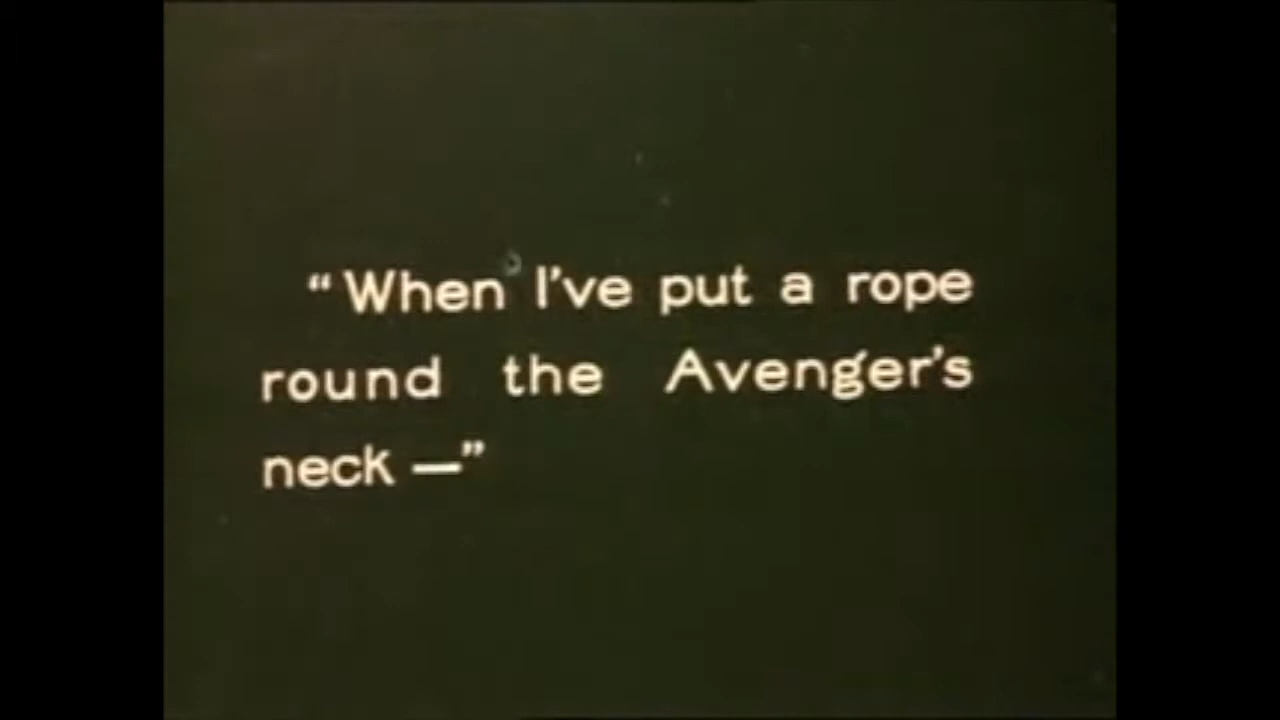 “When I've put a rope
round the Avenger's
neck —”